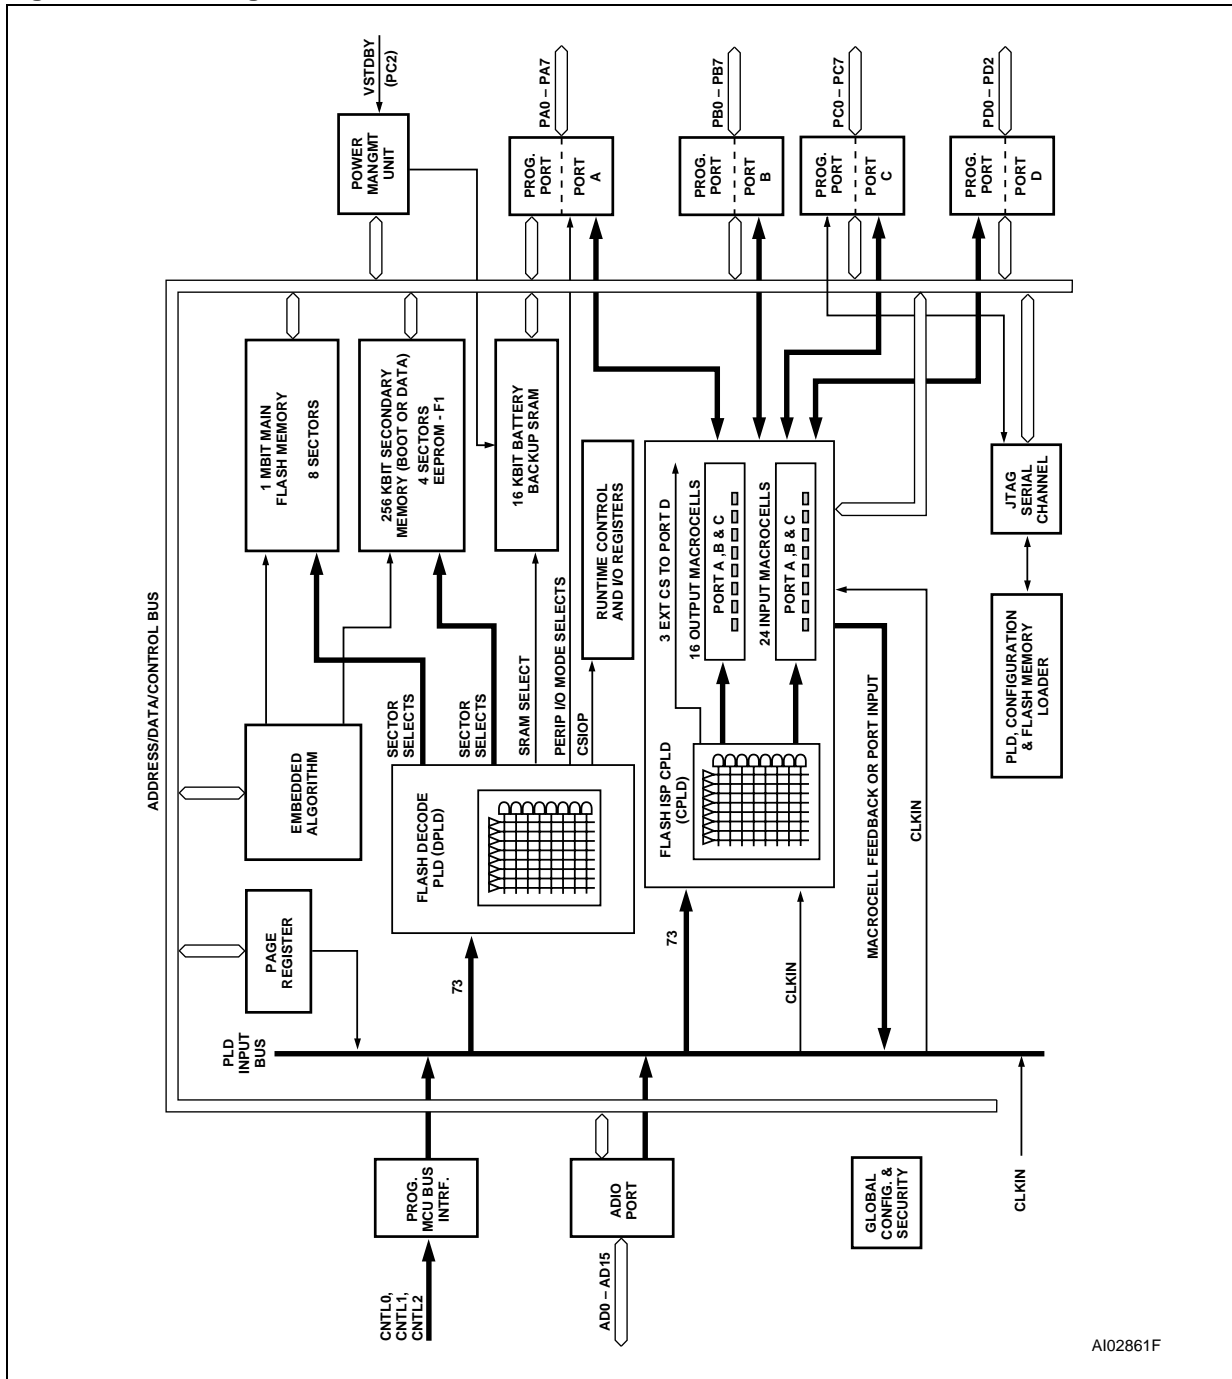 CNTL0,
CNTL1,
CNTL2
PROG.
MCU BUS
INTRF.
AD0 – AD15
ADIO
PORT
GLOBAL
CONFIG. &
SECURITY
CLKIN
PLD
INPUT
BUS
ADDRESS/DATA/CONTROL BUS
PAGE
REGISTER
EMBEDDED
ALGORITHM
73
73
CLKIN
FLASH DECODE
PLD (DPLD)
SECTOR
SELECTS
SECTOR
SELECTS
SRAM SELECT
PERIP I/O MODE SELECTS
CSIOP
1 MBIT MAIN
FLASH MEMORY
8 SECTORS
256 KBIT SECONDARY
MEMORY (BOOT OR DATA)
4 SECTORS
EEPROM - F1
16 KBIT BATTERY
BACKUP SRAM
RUNTIME CONTROL
AND I/O REGISTERS
FLASH ISP CPLD
(CPLD)
3 EXT CS TO PORT D
16 OUTPUT MACROCELLS
PORT A ,B & C
24 INPUT MACROCELLS
PORT A ,B & C
MACROCELL FEEDBACK OR PORT INPUT
CLKIN
PLD, CONFIGURATION
& FLASH MEMORY
LOADER
JTAG
SERIAL
CHANNEL
VSTDBY
(PC2)
POWER
MANGMT
UNIT
PROG.
PORT
PORT
A
PA0 – PA7
PROG.
PORT
PORT
B
PB0 – PB7
PROG.
PORT
PORT
C
PC0 – PC7
PROG.
PORT
PORT
D
PD0 – PD2
AI02861F